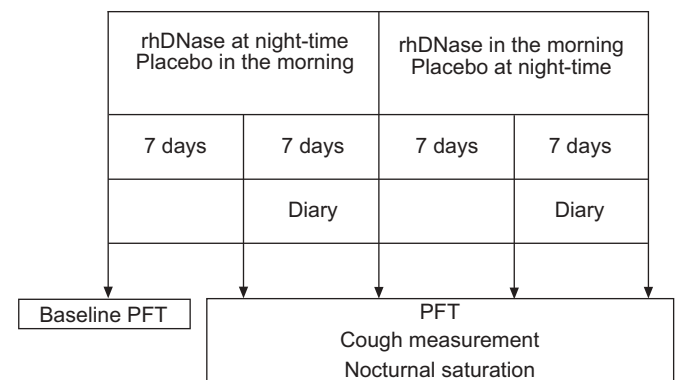 rhDNase at night-time
Placebo in the morning
rhDNase in the morning
Placebo at night-time
7 days
7 days
7 days
7 days
Diary
Diary
Baseline PFT
PFT
Cough measurement
Nocturnal saturation